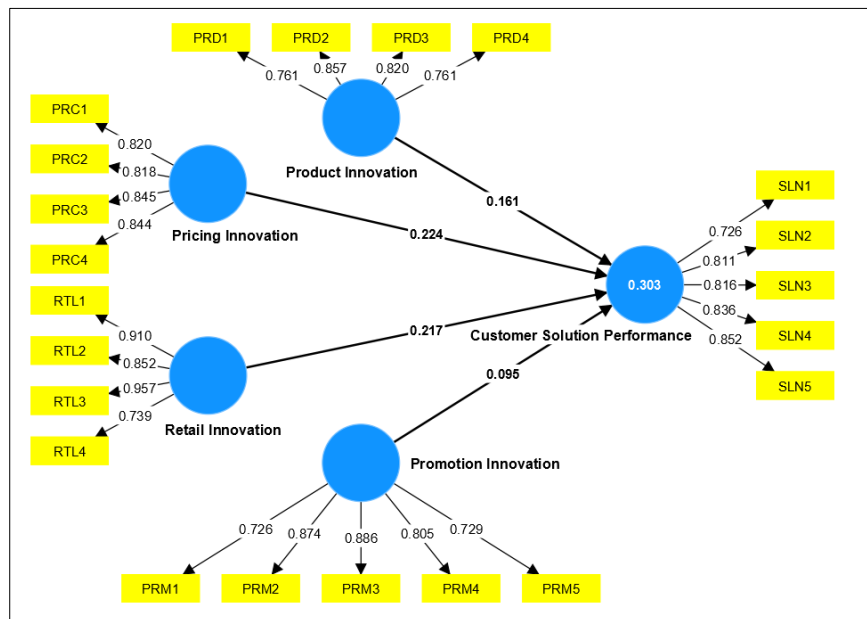 PRD1
PRD2
PRD3
PRD4
0.761
0.857
0.820
0.761
Product Innovation
PRC1
PRC2
PRC3
PRC4
0.820
0.818
0.845
0.844
Pricing Innovation
RTL1
RTL2
RTL3
RTL4
0.910
0.852
0.957
0.739
Retail Innovation
0.161
0.224
0.217
0.095
0.303
Customer Solution Performance
SLN1
SLN2
SLN3
SLN4
SLN5
0.726
0.811
0.816
0.836
0.852
Promotion Innovation
0.726
0.874
0.886
0.805
0.729
PRM1
PRM2
PRM3
PRM4
PRM5